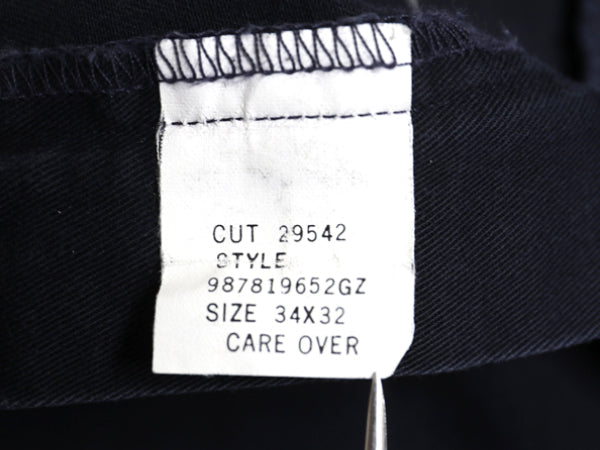 CUT 29542
STYLE
987819652GZ
SIZE 34X32
CARE OVER